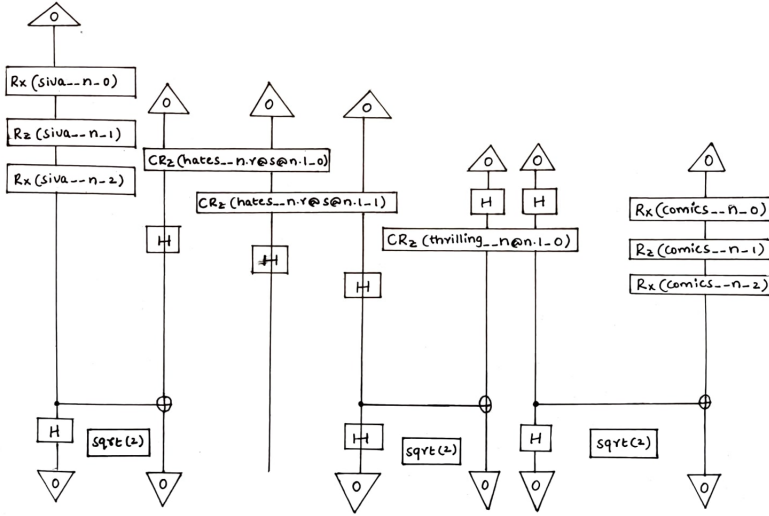 0
Rx(siva__n_0)
0
0
0
Rz(siva__n_1)
CRz(hates__n.r@s@n.l_0)
0
0
0
Rx(siva__n_2)
CRz(hates__n.r@s@n.l_1)
H
H
Rx(comics__n_0)
H
CRz(thrilling__n@n.l_0)
Rz(comics__n_1)
H
H
Rx(comics__n_2)
H
H
H
sqrt(2)
sqrt(2)
H
sqrt(2)
0
0
0
0
0
0